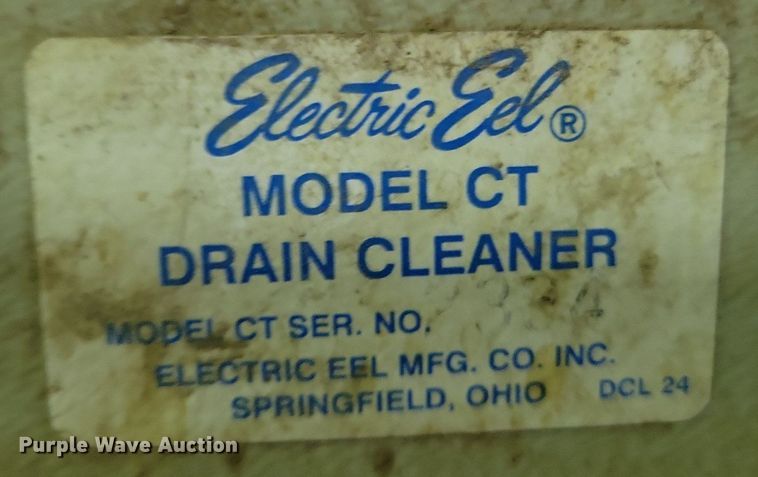 Electric Eel®
MODEL CT
DRAIN CLEANER
MODEL CT SER. NO.
ELECTRIC EEL MFG. CO. INC.
SPRINGFIELD, OHIO DCL 24
Purple Wave Auction